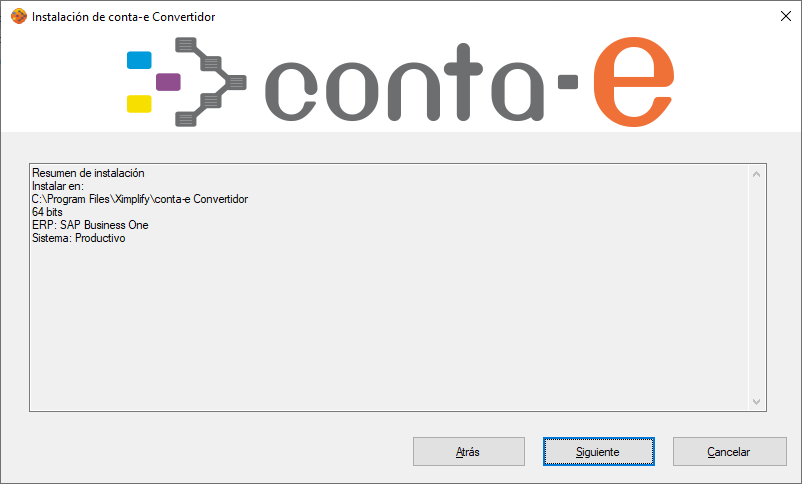 Instalación de conta-e Convertidor
conta-e
Resumen de instalación
Instalar en:
C:\Program Files\Ximplify\conta-e Convertidor
64 bits
ERP: SAP Business One
Sistema: Productivo
Atrás
Siguiente
Cancelar